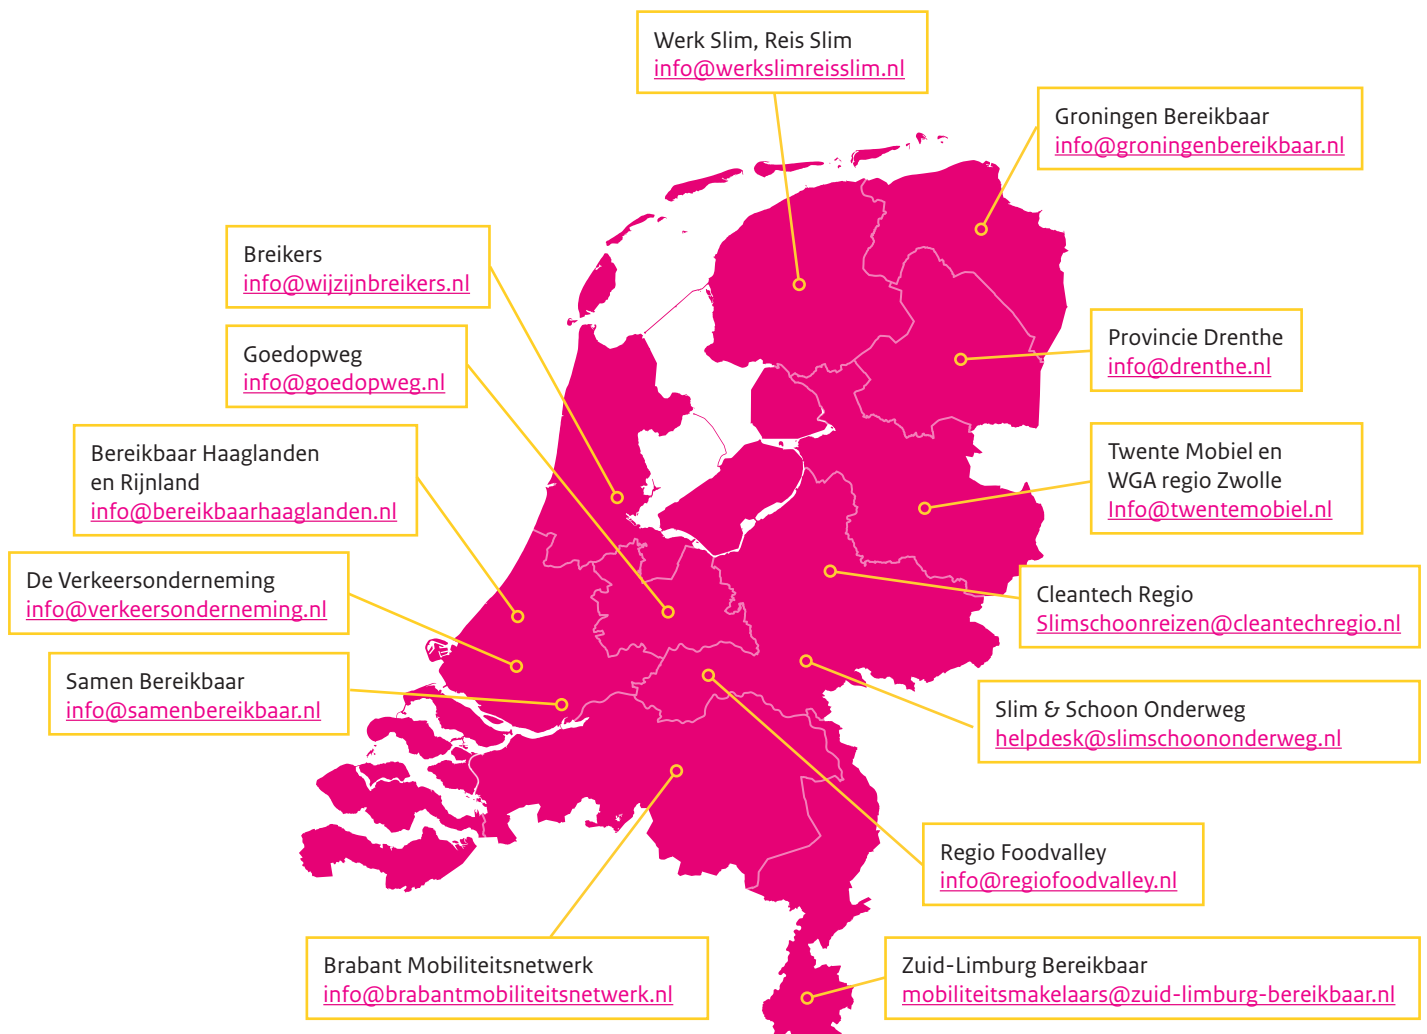 Werk Slim, Reis Slim
info@werkslimreisslim.nl
Groningen Bereikbaar
info@groningenbereikbaar.nl
Breikers
info@wijzijnbreikers.nl
Goedopweg
info@goedopweg.nl
Provincie Drenthe
info@drenthe.nl
Bereikbaar Haaglanden
en Rijnland
info@bereikbaarhaaglanden.nl
Twente Mobiel en
WGA regio Zwolle
Info@twentemobiel.nl
De Verkeersonderneming
info@verkeersonderneming.nl
Cleantech Regio
Slimschoonreizen@cleantechregio.nl
Samen Bereikbaar
info@samenbereikbaar.nl
Slim & Schoon Onderweg
helpdesk@slimschoononderweg.nl
Regio Foodvalley
info@regiofoodvalley.nl
Brabant Mobiliteitsnetwerk
info@brabantmobiliteitsnetwerk.nl
Zuid-Limburg Bereikbaar
mobiliteitsmakelaars@zuid-limburg-bereikbaar.nl